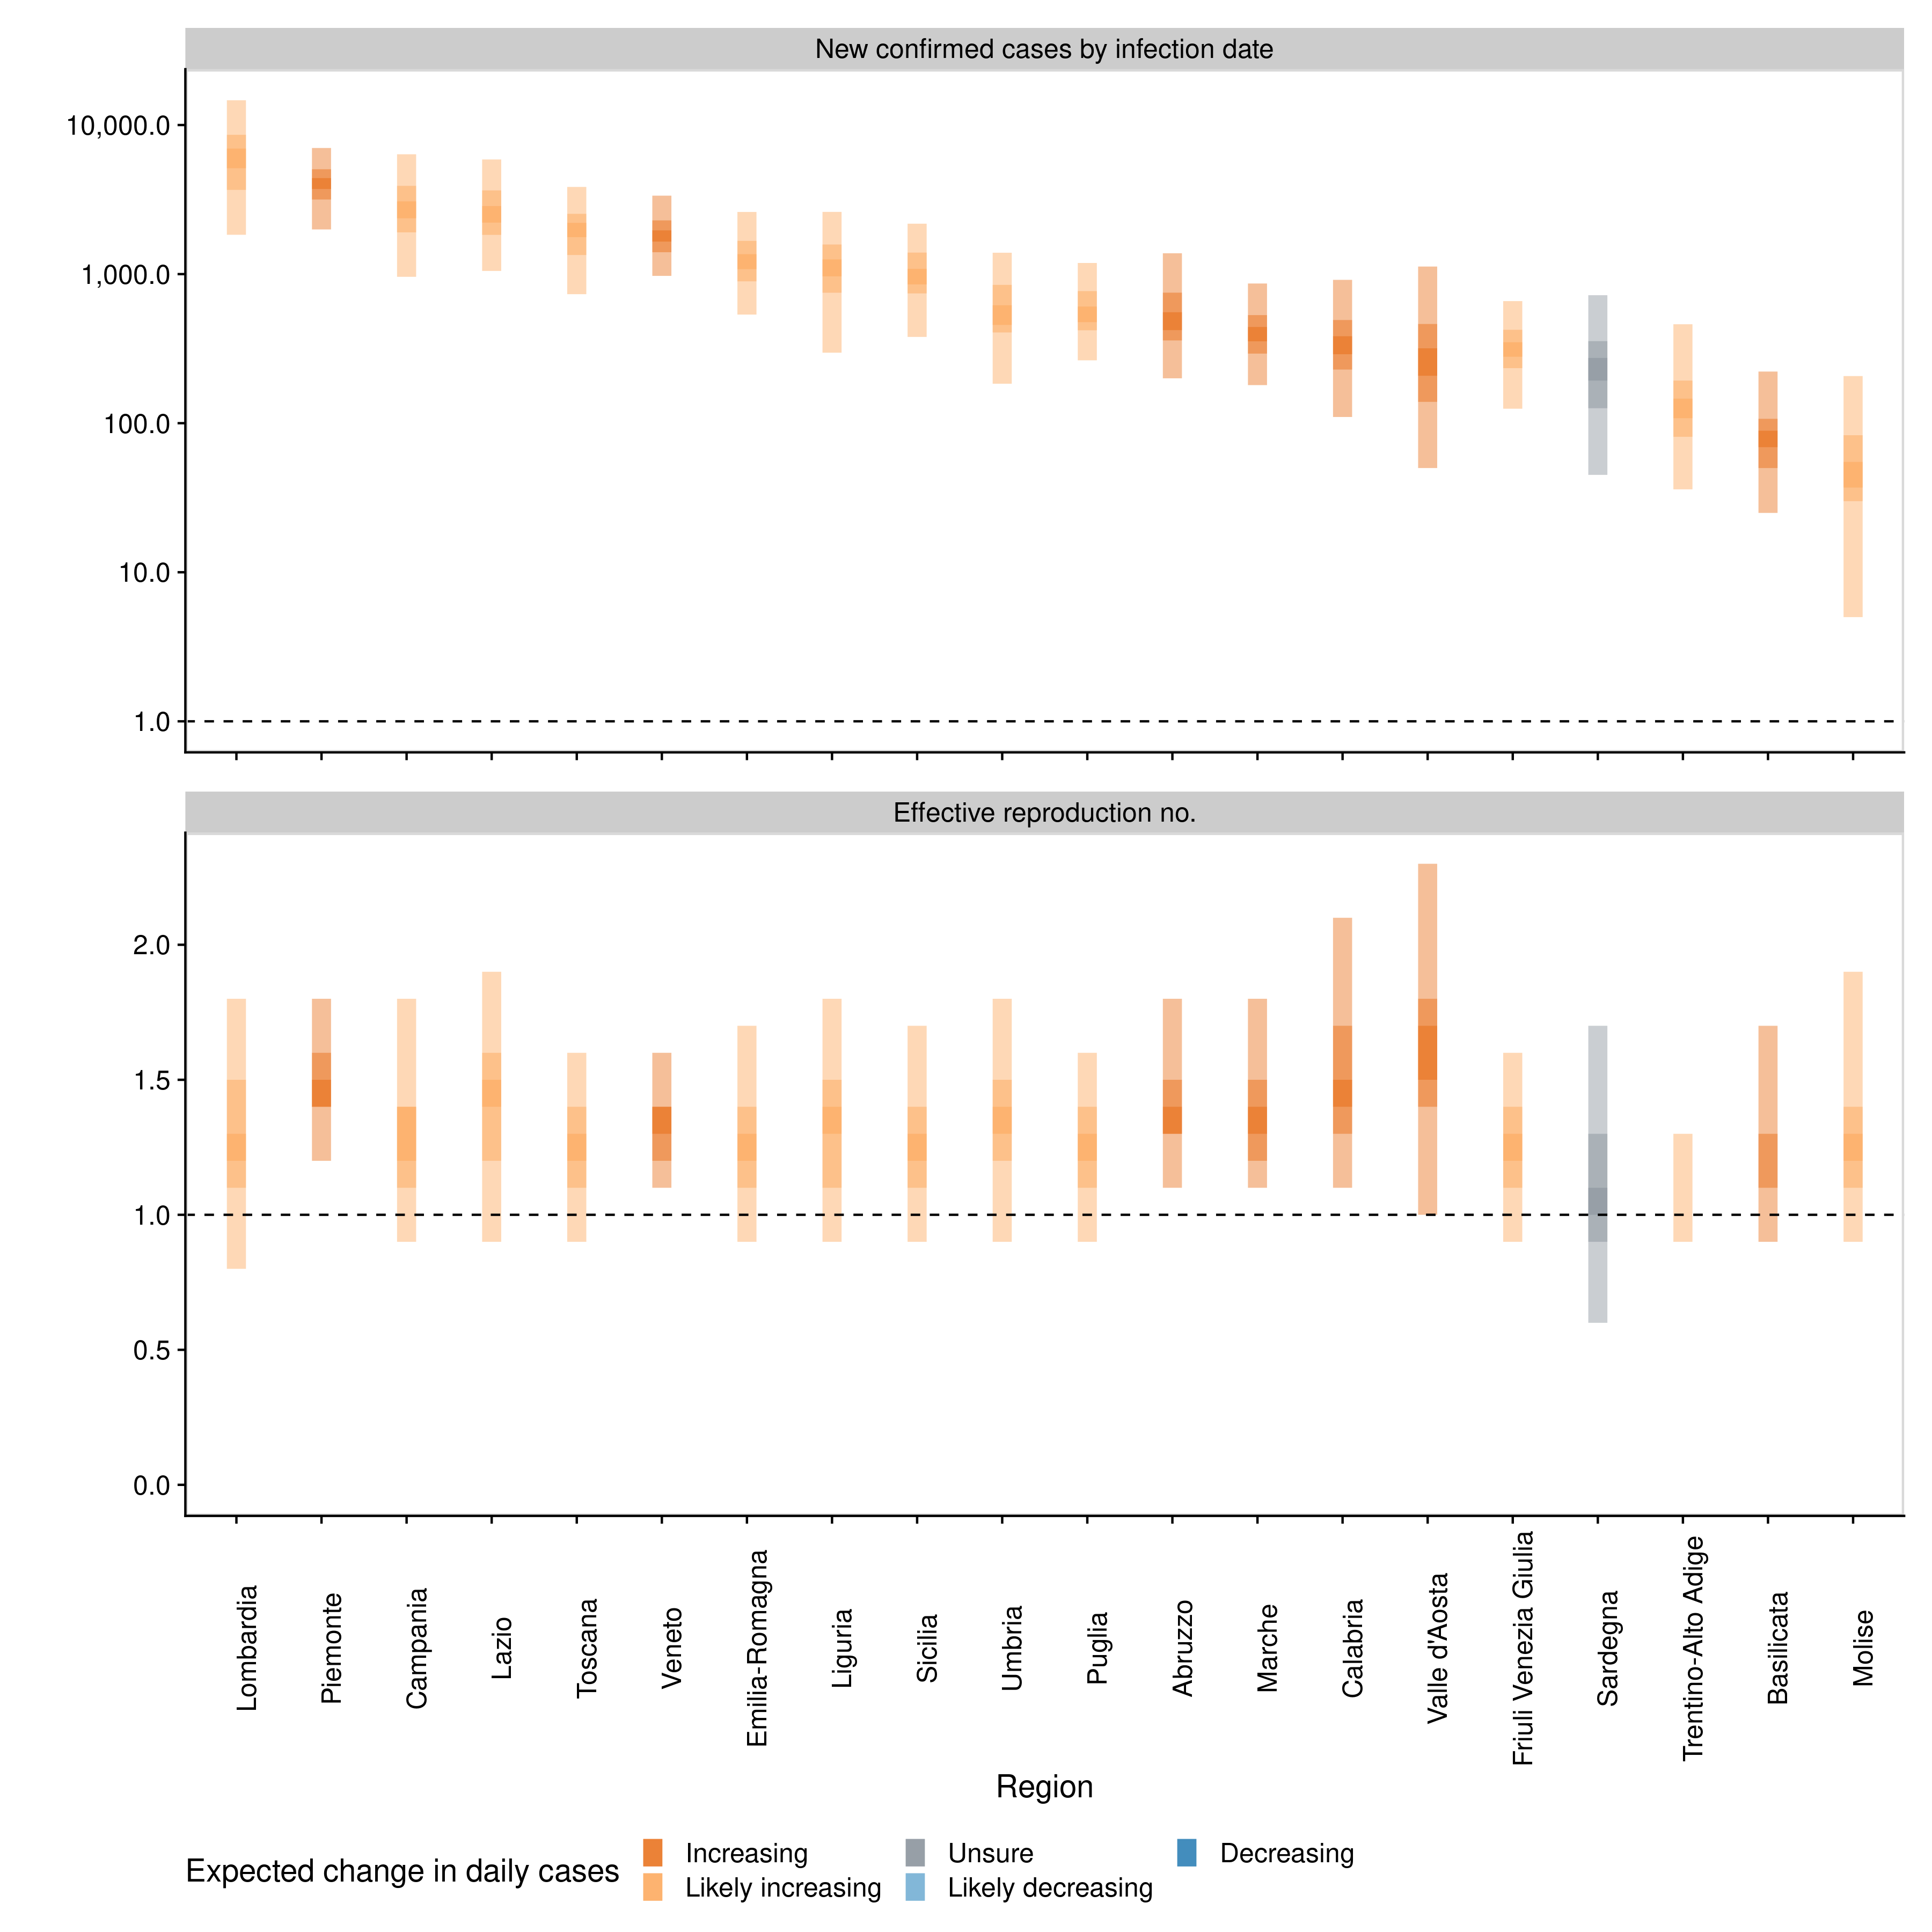 New confirmed cases by infection date
10,000.0
1,000.0
100.0
10.0
1.0
Effective reproduction no.
2.0
1.5
1.0
0.5
0.0
Lombardia
Piemonte
Campania
Lazio
Toscana
Veneto
Emilia-Romagna
Liguria
Sicilia
Umbria
Puglia
Abruzzo
Marche
Calabria
Valle d'Aosta
Friuli Venezia Giulia
Sardegna
Trentino-Alto Adige
Basilicata
Molise
Region
Expected change in daily cases
Increasing
Likely increasing
Unsure
Likely decreasing
Decreasing